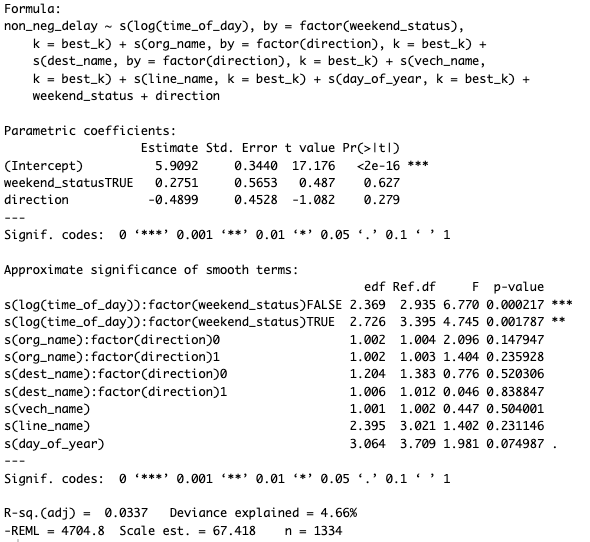 Formula:
non_neg_delay ~ s(log(time_of_day), by = factor(weekend_status),
    k = best_k) + s(org_name, by = factor(direction), k = best_k) +
    s(dest_name, by = factor(direction), k = best_k) + s(vech_name,
    k = best_k) + s(line_name, k = best_k) + s(day_of_year, k = best_k) +
    weekend_status + direction

Parametric coefficients:
                   Estimate Std. Error t value Pr(>|t|)
(Intercept)          5.9092     0.3440  17.176   <2e-16 ***
weekend_statusTRUE   0.2751     0.5653   0.487    0.627
direction           -0.4899     0.4528  -1.082    0.279
---
Signif. codes:  0 ‘***’ 0.001 ‘**’ 0.01 ‘*’ 0.05 ‘.’ 0.1 ‘ ’ 1

Approximate significance of smooth terms:
                                              edf Ref.df     F  p-value
s(log(time_of_day)):factor(weekend_status)FALSE 2.369  2.935 6.770 0.000217 ***
s(log(time_of_day)):factor(weekend_status)TRUE  2.726  3.395 4.745 0.001787 **
s(org_name):factor(direction)0                  1.002  1.004 2.096 0.147947
s(org_name):factor(direction)1                  1.002  1.003 1.404 0.235928
s(dest_name):factor(direction)0                 1.204  1.383 0.776 0.520306
s(dest_name):factor(direction)1                 1.006  1.012 0.046 0.838847
s(vech_name)                                    1.001  1.002 0.447 0.504001
s(line_name)                                    2.395  3.021 1.402 0.231146
s(day_of_year)                                  3.064  3.709 1.981 0.074987 .
---
Signif. codes:  0 ‘***’ 0.001 ‘**’ 0.01 ‘*’ 0.05 ‘.’ 0.1 ‘ ’ 1

R-sq.(adj) =  0.0337   Deviance explained = 4.66%
-REML = 4704.8  Scale est. = 67.418    n = 1334